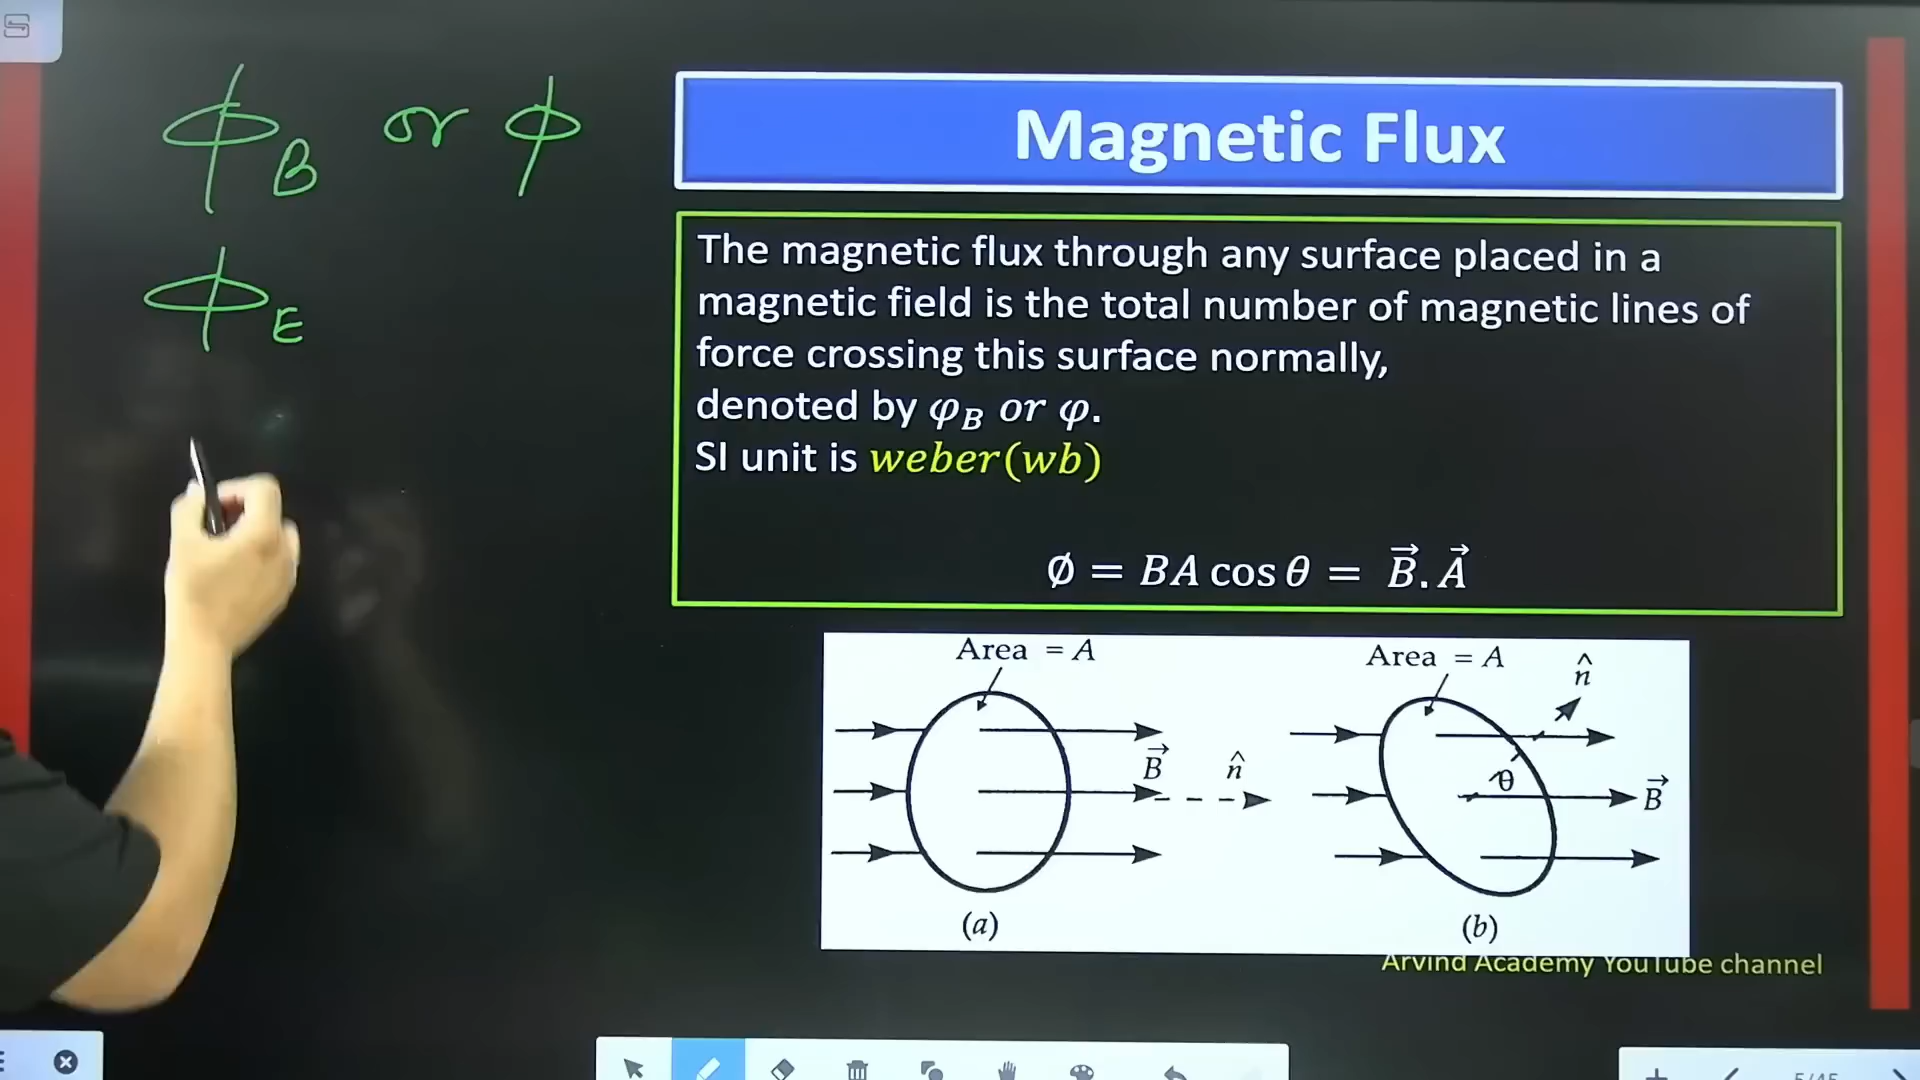 ϕB or ϕ
ϕE
Magnetic Flux
The magnetic flux through any surface placed in a
magnetic field is the total number of magnetic lines of
force crossing this surface normally,
denoted by φB or φ.
SI unit is weber(wb)
∅ = BA cos θ = B⃗.A⃗
Area = A
B⃗
n̂
(a)
Area = A
n̂
θ
B⃗
(b)
Arvind Academy YouTube channel
5/45